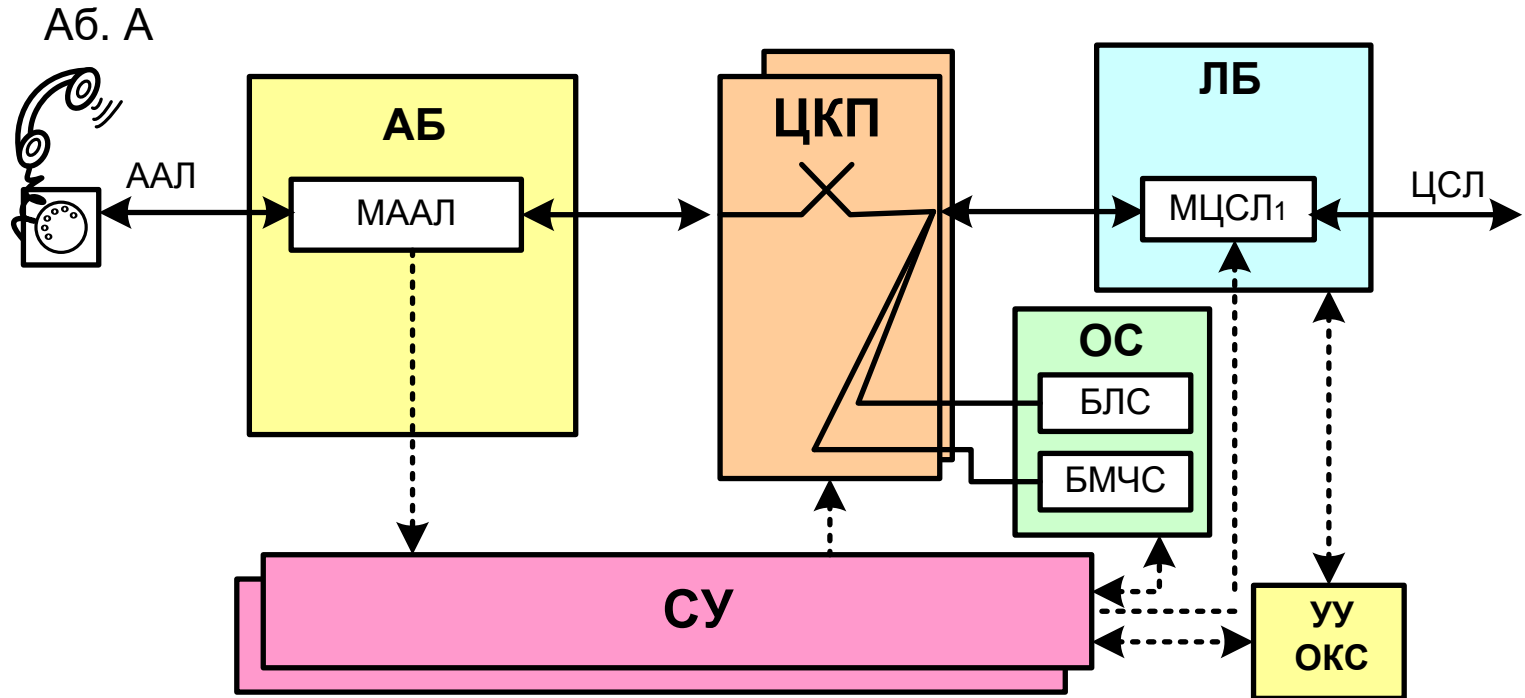 Аб. А
АБ
ЦКП
ЛБ
ААЛ
МААЛ
МЦСЛ1
ЦСЛ
ОС
БЛС
БМЧС
СУ
УУ
ОКС